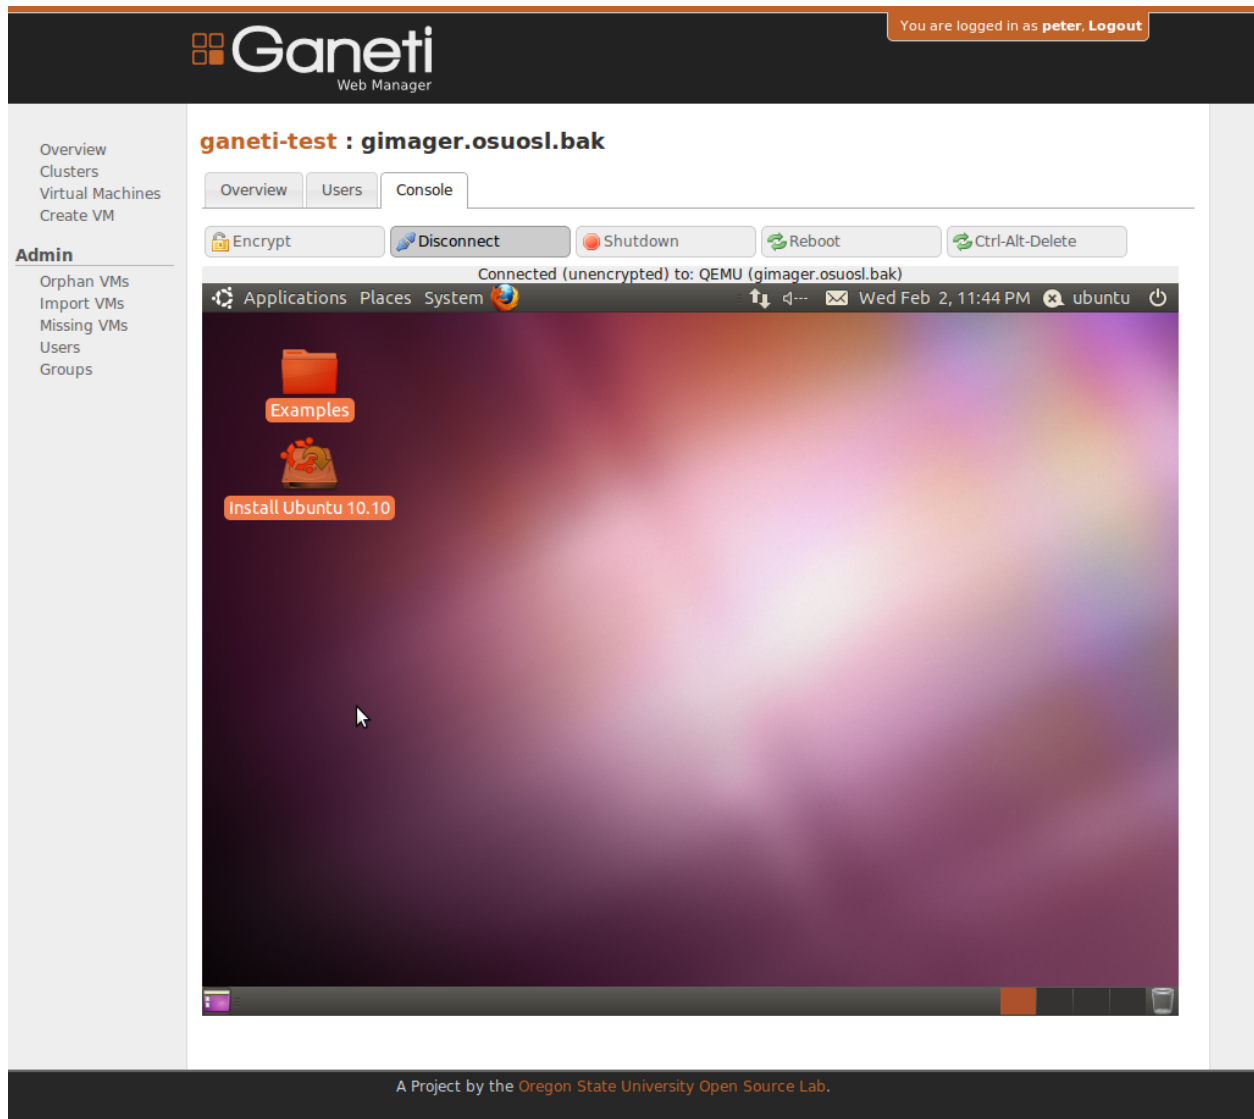 You are logged in as peter, Logout
Ganeti
Web Manager
Overview
Clusters
Virtual Machines
Create VM
Admin
Orphan VMs
Import VMs
Missing VMs
Users
Groups
ganeti-test : gimager.osuosl.bak
Overview Users Console
Encrypt Disconnect Shutdown Reboot Ctrl-Alt-Delete
Connected (unencrypted) to: QEMU (gimager.osuosl.bak)
Applications Places System Wed Feb 2, 11:44 PM ubuntu
Examples
Install Ubuntu 10.10
A Project by the Oregon State University Open Source Lab.